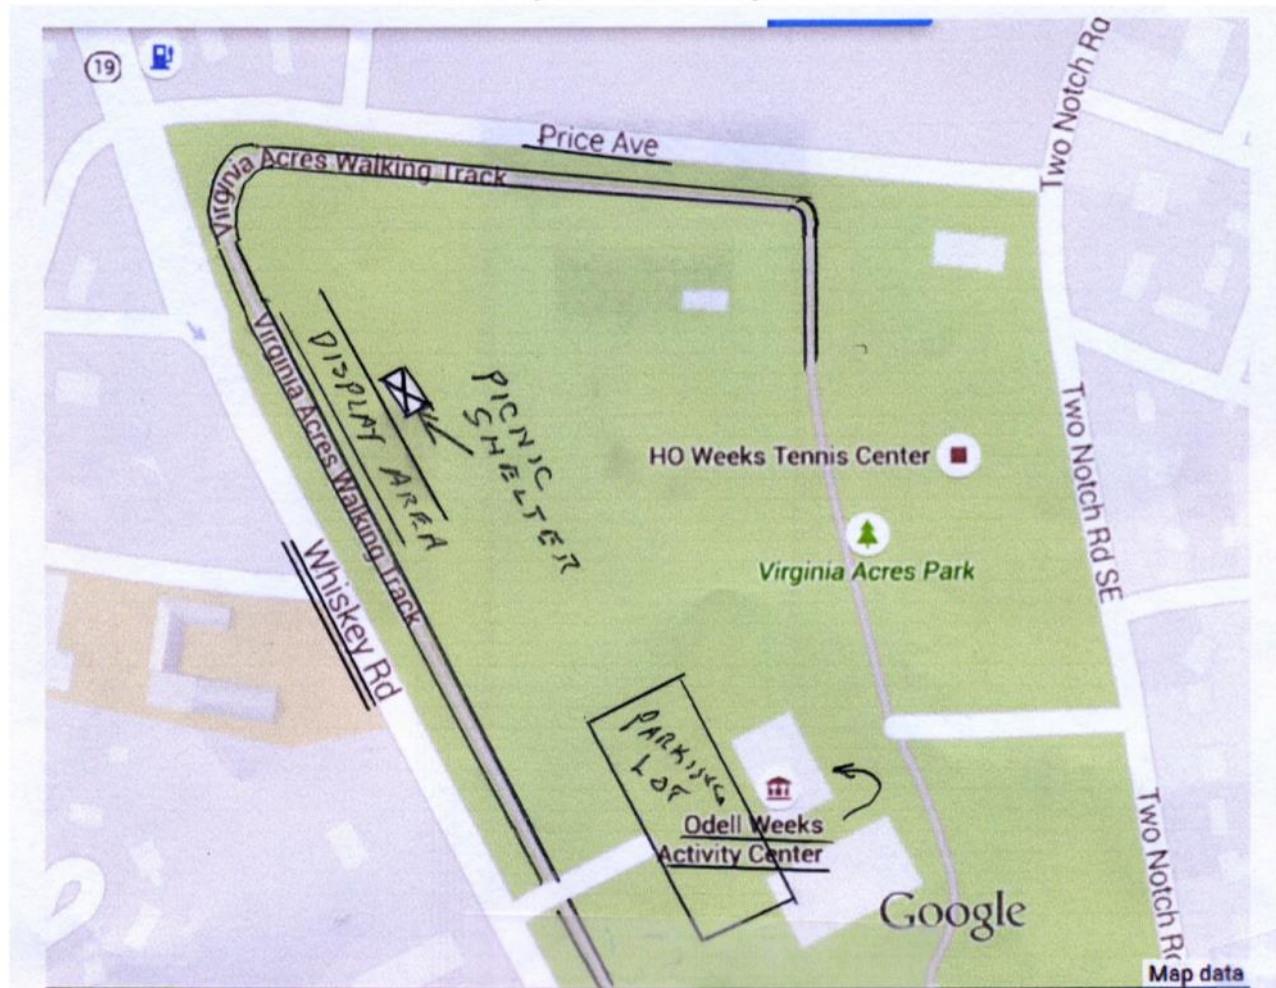 19
Price Ave
Two Notch Rd
Virginia Acres Walking Track
DISPLAY AREA
PICNIC
SHELTER
Virginia Acres Walking Track
HO Weeks Tennis Center
Two Notch Rd SE
Virginia Acres Park
Whiskey Rd
PARKING
LOT
Odell Weeks
Activity Center
Two Notch Rd
Google
Map data